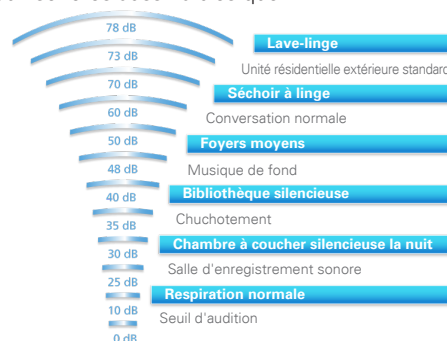 78 dB
Lave-linge
73 dB
Unité résidentielle extérieure standard
70 dB
Séchoir à linge
60 dB
Conversation normale
50 dB
Foyers moyens
48 dB
Musique de fond
40 dB
Bibliothèque silencieuse
35 dB
Chuchotement
30 dB
Chambre à coucher silencieuse la nuit
25 dB
Salle d'enregistrement sonore
10 dB
Respiration normale
0 dB
Seuil d'audition